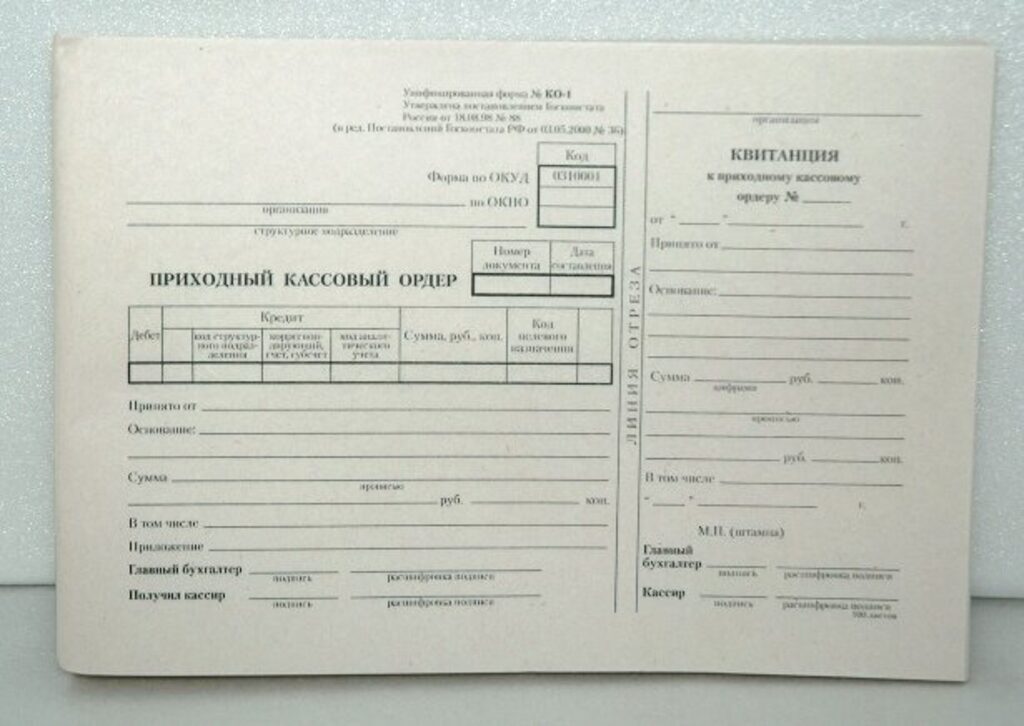 Унифицированная форма № КО-1
Утверждена постановлением Госкомстата
России от 18.08.98 № 88
(в ред. Постановлений Госкомстата РФ от 03.05.2000 № 36)
Код
Форма по ОКУД 0310001
по ОКПО
организация
структурное подразделение
Номер документа
Дата составления
ПРИХОДНЫЙ КАССОВЫЙ ОРДЕР
Дебет
Кредит
код структурного подразделения
корреспондирующий счет, субсчет
код аналитического учета
Сумма, руб., коп.
Код целевого назначения
Принято от
Основание:
Сумма
прописью
руб. коп.
В том числе
Приложение
Главный бухгалтер
подпись расшифровка подписи
Получил кассир
подпись расшифровка подписи
ЛИНИЯ ОТРЕЗА
организация
КВИТАНЦИЯ
к приходному кассовому
ордеру №
от " " г.
Принято от
Основание:
Сумма руб. коп.
цифрами
прописью
руб. коп.
В том числе
" " г.
М.П. (штампа)
Главный
бухгалтер
подпись расшифровка подписи
Кассир
подпись расшифровка подписи
100 листов